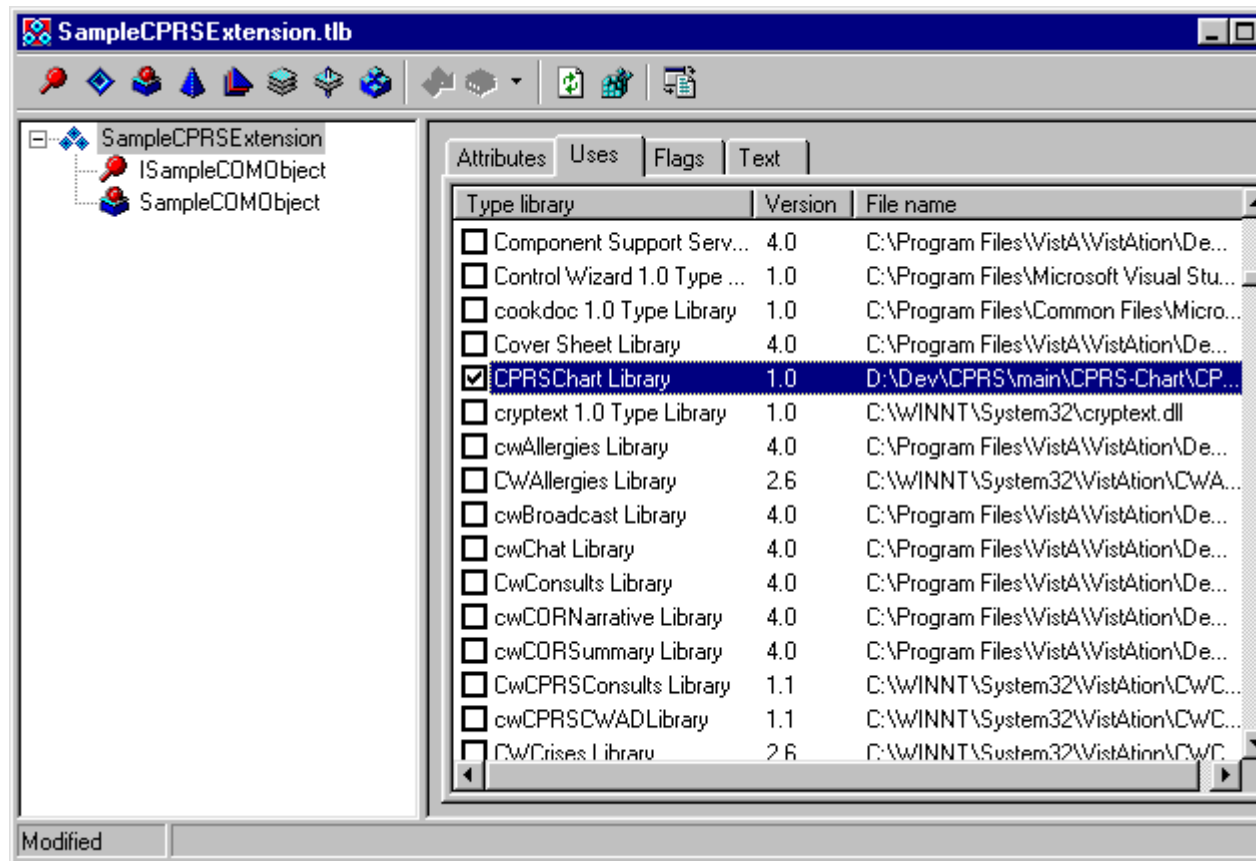 SampleCPRSExtension.tlb
SampleCPRSExtension
ISampleCOMObject
SampleCOMObject
Attributes Uses Flags Text
Type library Version File name
Component Support Serv... 4.0 C:\Program Files\VistA\VistAtion\De...
Control Wizard 1.0 Type ... 1.0 C:\Program Files\Microsoft Visual Stu...
cookdoc 1.0 Type Library 1.0 C:\Program Files\Common Files\Micro...
Cover Sheet Library 4.0 C:\Program Files\VistA\VistAtion\De...
CPRSChart Library 1.0 D:\Dev\CPRS\main\CPRS-Chart\CP...
cryptext 1.0 Type Library 1.0 C:\WINNT\System32\cryptext.dll
cwAllergies Library 4.0 C:\Program Files\VistA\VistAtion\De...
CWAllergies Library 2.6 C:\WINNT\System32\VistAtion\CWA...
cwBroadcast Library 4.0 C:\Program Files\VistA\VistAtion\De...
cwChat Library 4.0 C:\Program Files\VistA\VistAtion\De...
CwConsults Library 4.0 C:\Program Files\VistA\VistAtion\De...
cwCORNarrative Library 4.0 C:\Program Files\VistA\VistAtion\De...
cwCORSummary Library 4.0 C:\Program Files\VistA\VistAtion\De...
CwCPRSConsults Library 1.1 C:\WINNT\System32\VistAtion\CWC...
cwCPRSCWADLibrary 1.1 C:\WINNT\System32\VistAtion\CWC...
CWCrises Library 2.6 C:\WINNT\System32\VistAtion\CWC...
Modified